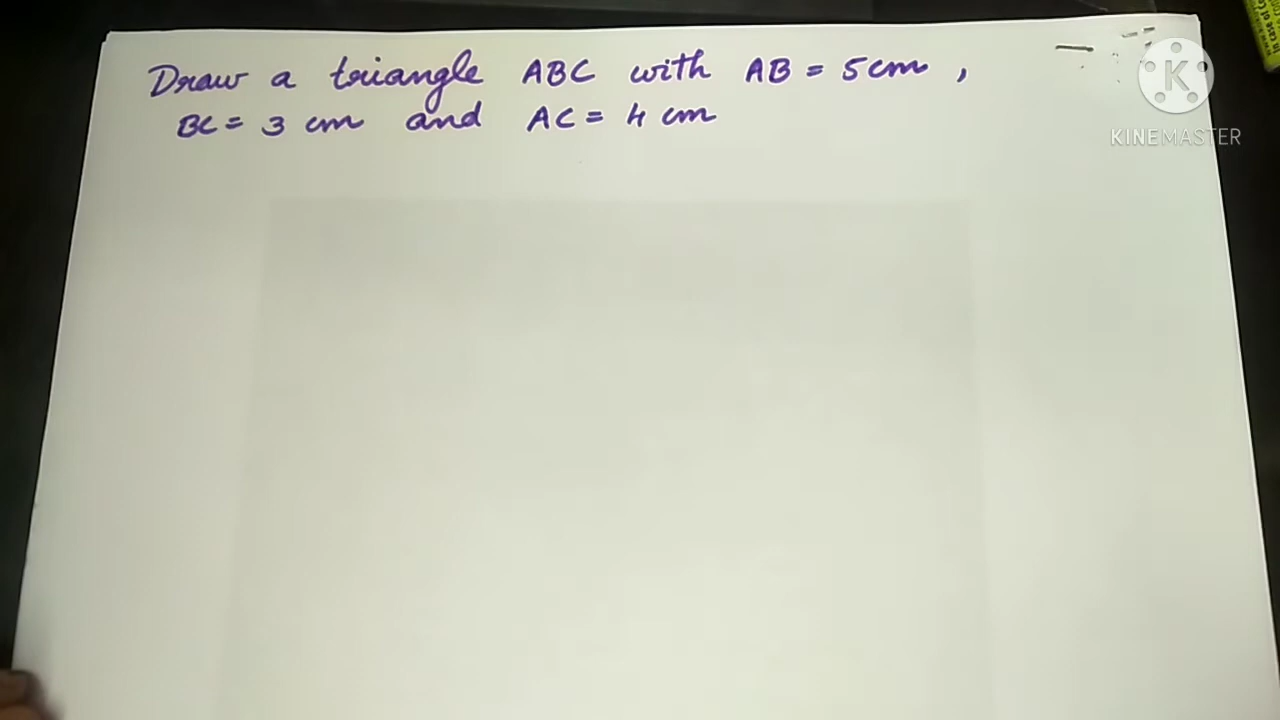 Draw a triangle ABC with AB = 5cm ,
BC = 3 cm and AC = 4 cm
K
KINEMASTER